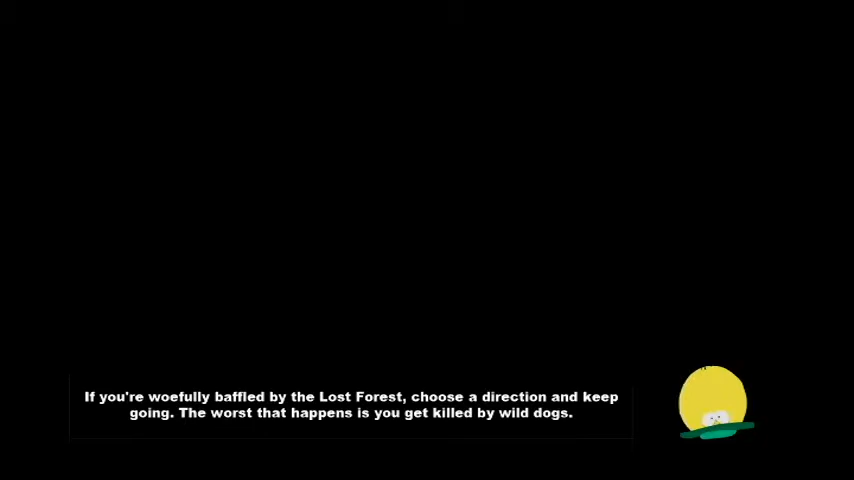 If you're woefully baffled by the Lost Forest, choose a direction and keep
going. The worst that happens is you get killed by wild dogs.